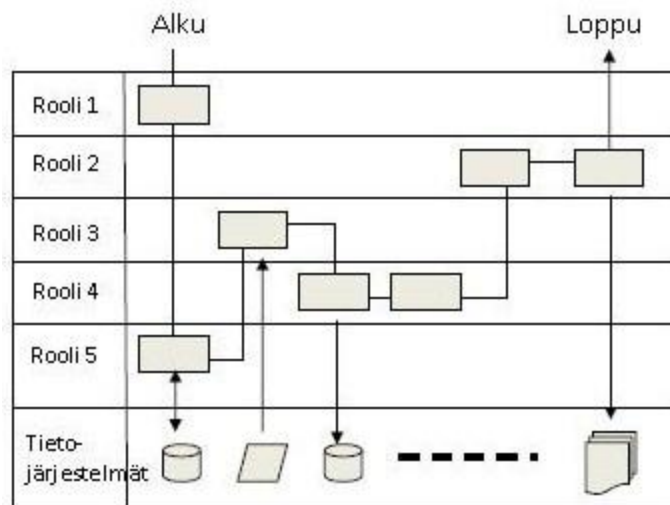 Alku
Loppu
Rooli 1
Rooli 2
Rooli 3
Rooli 4
Rooli 5
Tieto-
järjestelmät